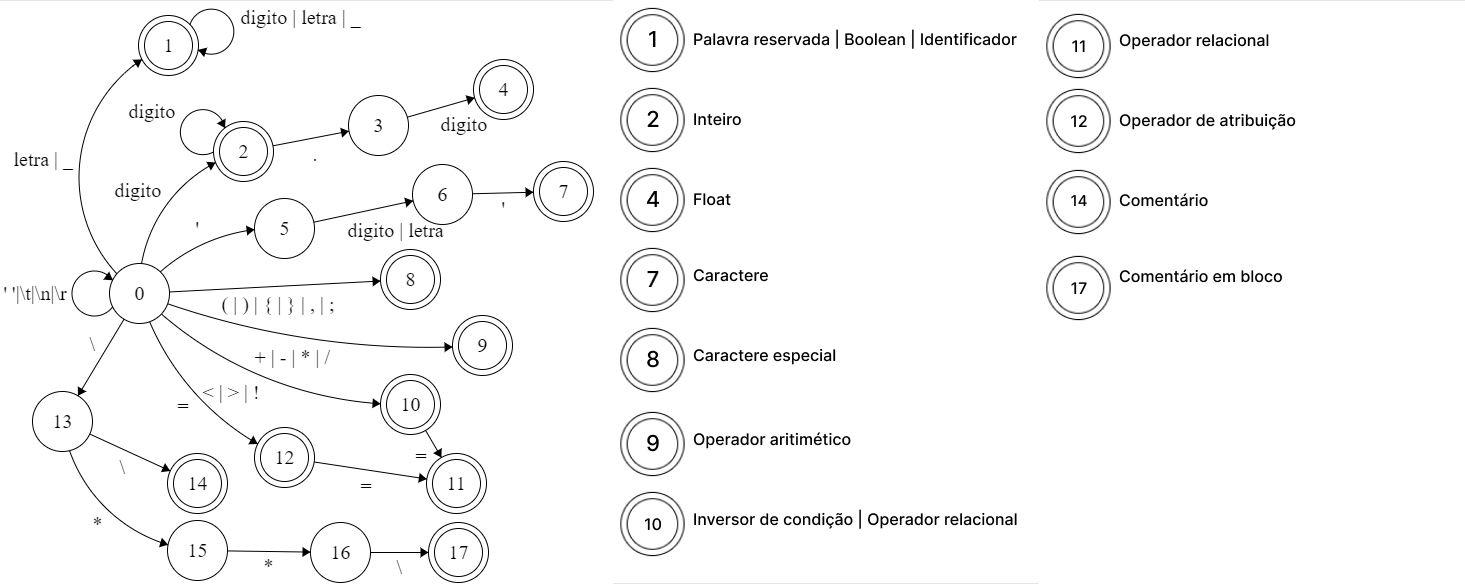 digito | letra | _
1
4
digito
3
digito
2
.
letra | _
digito
6
7
'
'
5
digito | letra
8
' '|\t|\n|\r
0
( | ) | { | } | , | ;
9
\
+ | - | * | /
< | > | !
=
10
13
12
=
11
\
14
=
*
15
16
17
*
\
1 Palavra reservada | Boolean | Identificador
2 Inteiro
4 Float
7 Caractere
8 Caractere especial
9 Operador aritimético
10 Inversor de condição | Operador relacional
11 Operador relacional
12 Operador de atribuição
14 Comentário
17 Comentário em bloco